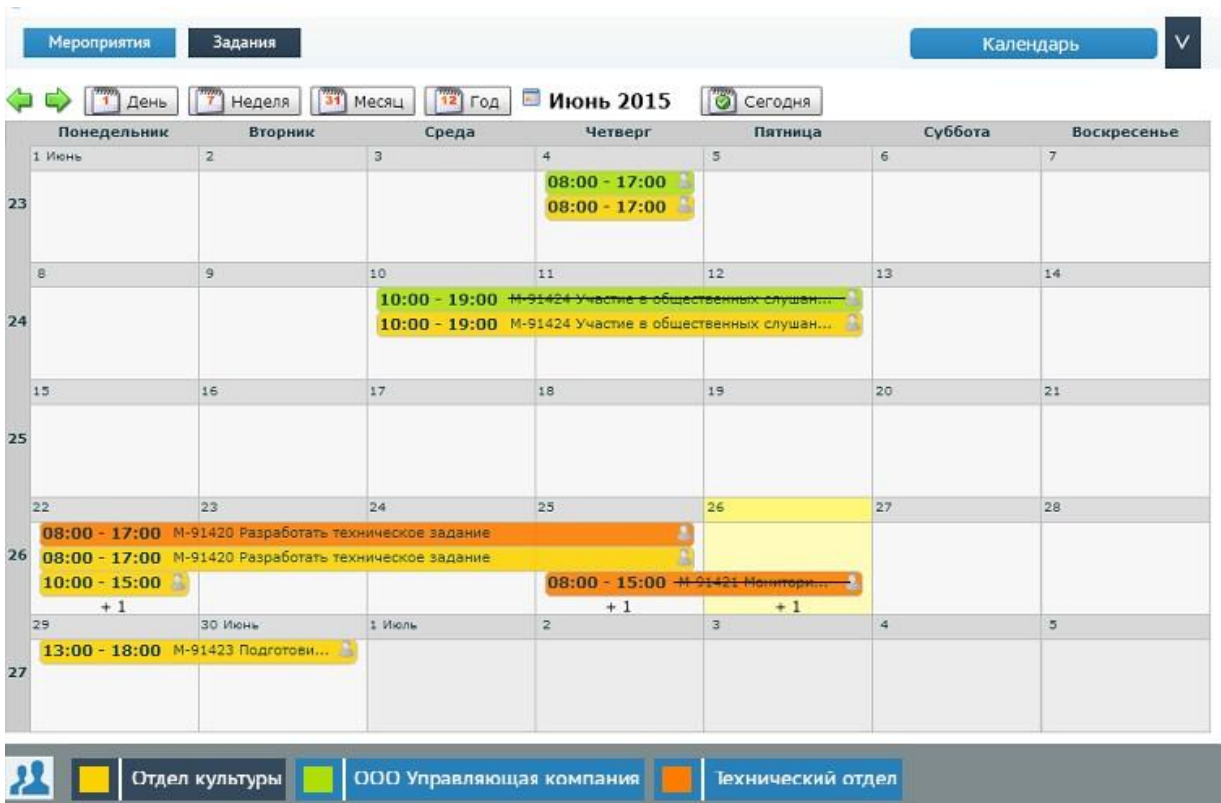 Мероприятия Задания Календарь V
1 День 7 Неделя 31 Месяц 12 Год Июнь 2015 Сегодня
Понедельник Вторник Среда Четверг Пятница Суббота Воскресенье
1 Июнь 2 3 4 5 6 7
08:00 - 17:00
23
08:00 - 17:00
8 9 10 11 12 13 14
10:00 - 19:00 М-91424 Участие в общественных слушан...
24
10:00 - 19:00 М-91424 Участие в общественных слушан...
15 16 17 18 19 20 21
25
22 23 24 25 26 27 28
08:00 - 17:00 М-91420 Разработать техническое задание
26
08:00 - 17:00 М-91420 Разработать техническое задание
10:00 - 15:00 08:00 - 15:00 М-91421 Монитори...
+ 1 + 1 + 1
29 30 Июнь 1 Июль 2 3 4 5
13:00 - 18:00 М-91423 Подготови...
27
Отдел культуры ООО Управляющая компания Технический отдел